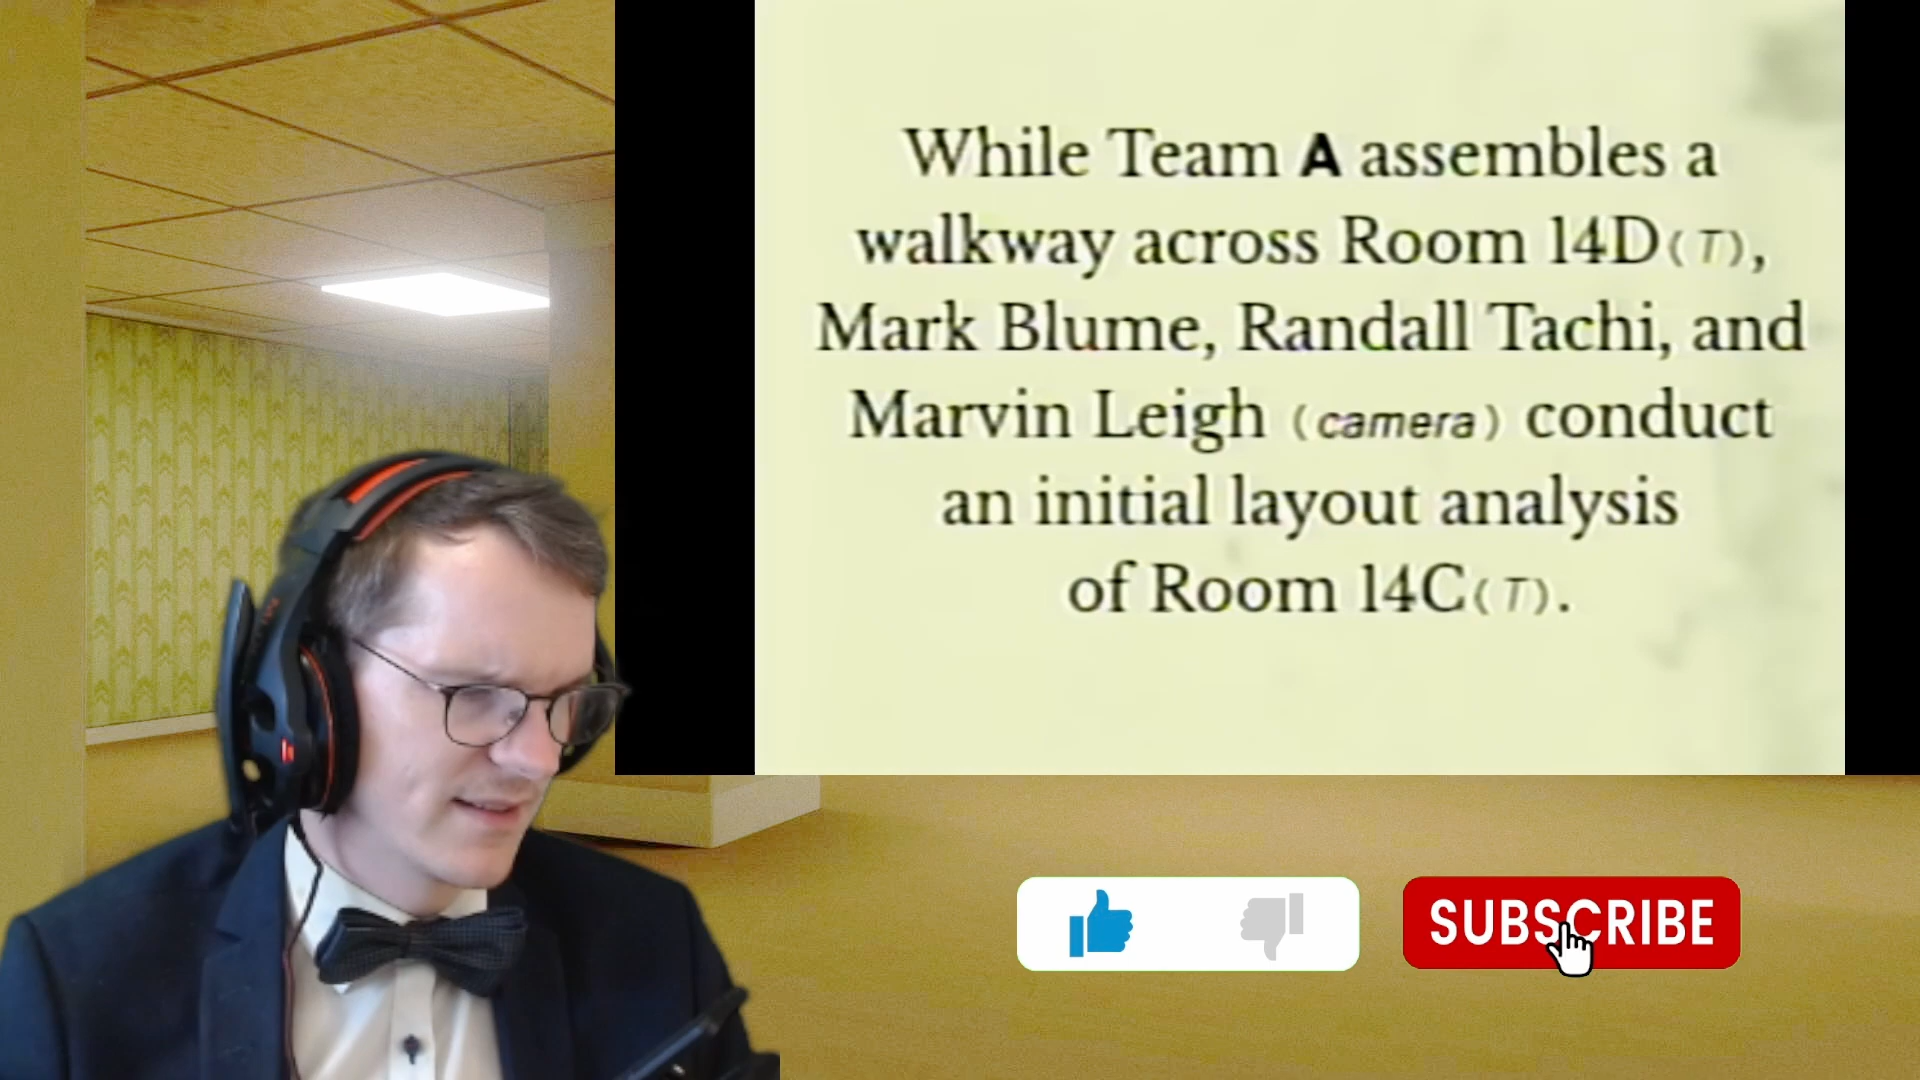 While Team A assembles a
walkway across Room 14D(T),
Mark Blume, Randall Tachi, and
Marvin Leigh (camera) conduct
an initial layout analysis
of Room 14C(T).
SUBSCRIBE